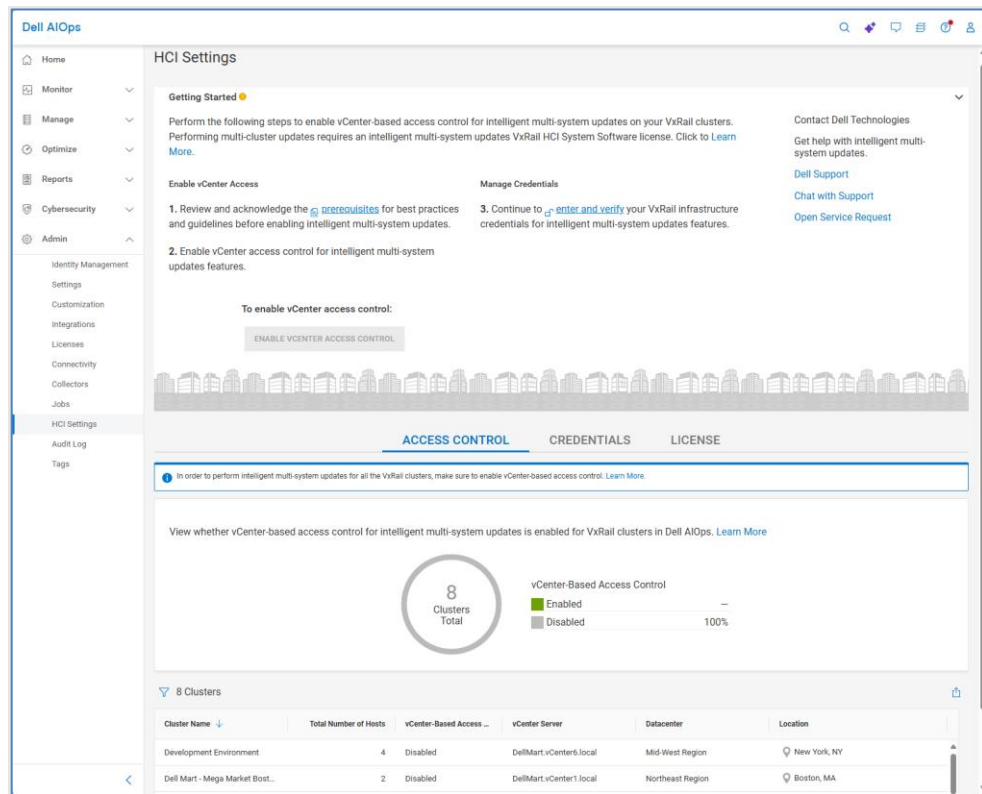 Dell AIOps
Home
Monitor
Manage
Optimize
Reports
Cybersecurity
Admin
Identity Management
Settings
Customization
Integrations
Licenses
Connectivity
Collectors
Jobs
HCI Settings
Audit Log
Tags
HCI Settings
Getting Started
Perform the following steps to enable vCenter-based access control for intelligent multi-system updates on your VxRail clusters.
Performing multi-cluster updates requires an intelligent multi-system updates VxRail HCI System Software license. Click to Learn
More.
Enable vCenter Access
1. Review and acknowledge the prerequisites for best practices
and guidelines before enabling intelligent multi-system updates.
2. Enable vCenter access control for intelligent multi-system
updates features.
Manage Credentials
3. Continue to enter and verify your VxRail infrastructure
credentials for intelligent multi-system updates features.
Contact Dell Technologies
Get help with intelligent multi-
system updates.
Dell Support
Chat with Support
Open Service Request
To enable vCenter access control:
ENABLE VCENTER ACCESS CONTROL
ACCESS CONTROL CREDENTIALS LICENSE
In order to perform intelligent multi-system updates for all the VxRail clusters, make sure to enable vCenter-based access control. Learn More.
View whether vCenter-based access control for intelligent multi-system updates is enabled for VxRail clusters in Dell AIOps. Learn More
8
Clusters
Total
vCenter-Based Access Control
Enabled –
Disabled 100%
8 Clusters
Cluster Name Total Number of Hosts vCenter-Based Access ... vCenter Server Datacenter Location
Development Environment 4 Disabled DellMart.vCenter6.local Mid-West Region New York, NY
Dell Mart - Mega Market Bost... 2 Disabled DellMart.vCenter1.local Northeast Region Boston, MA